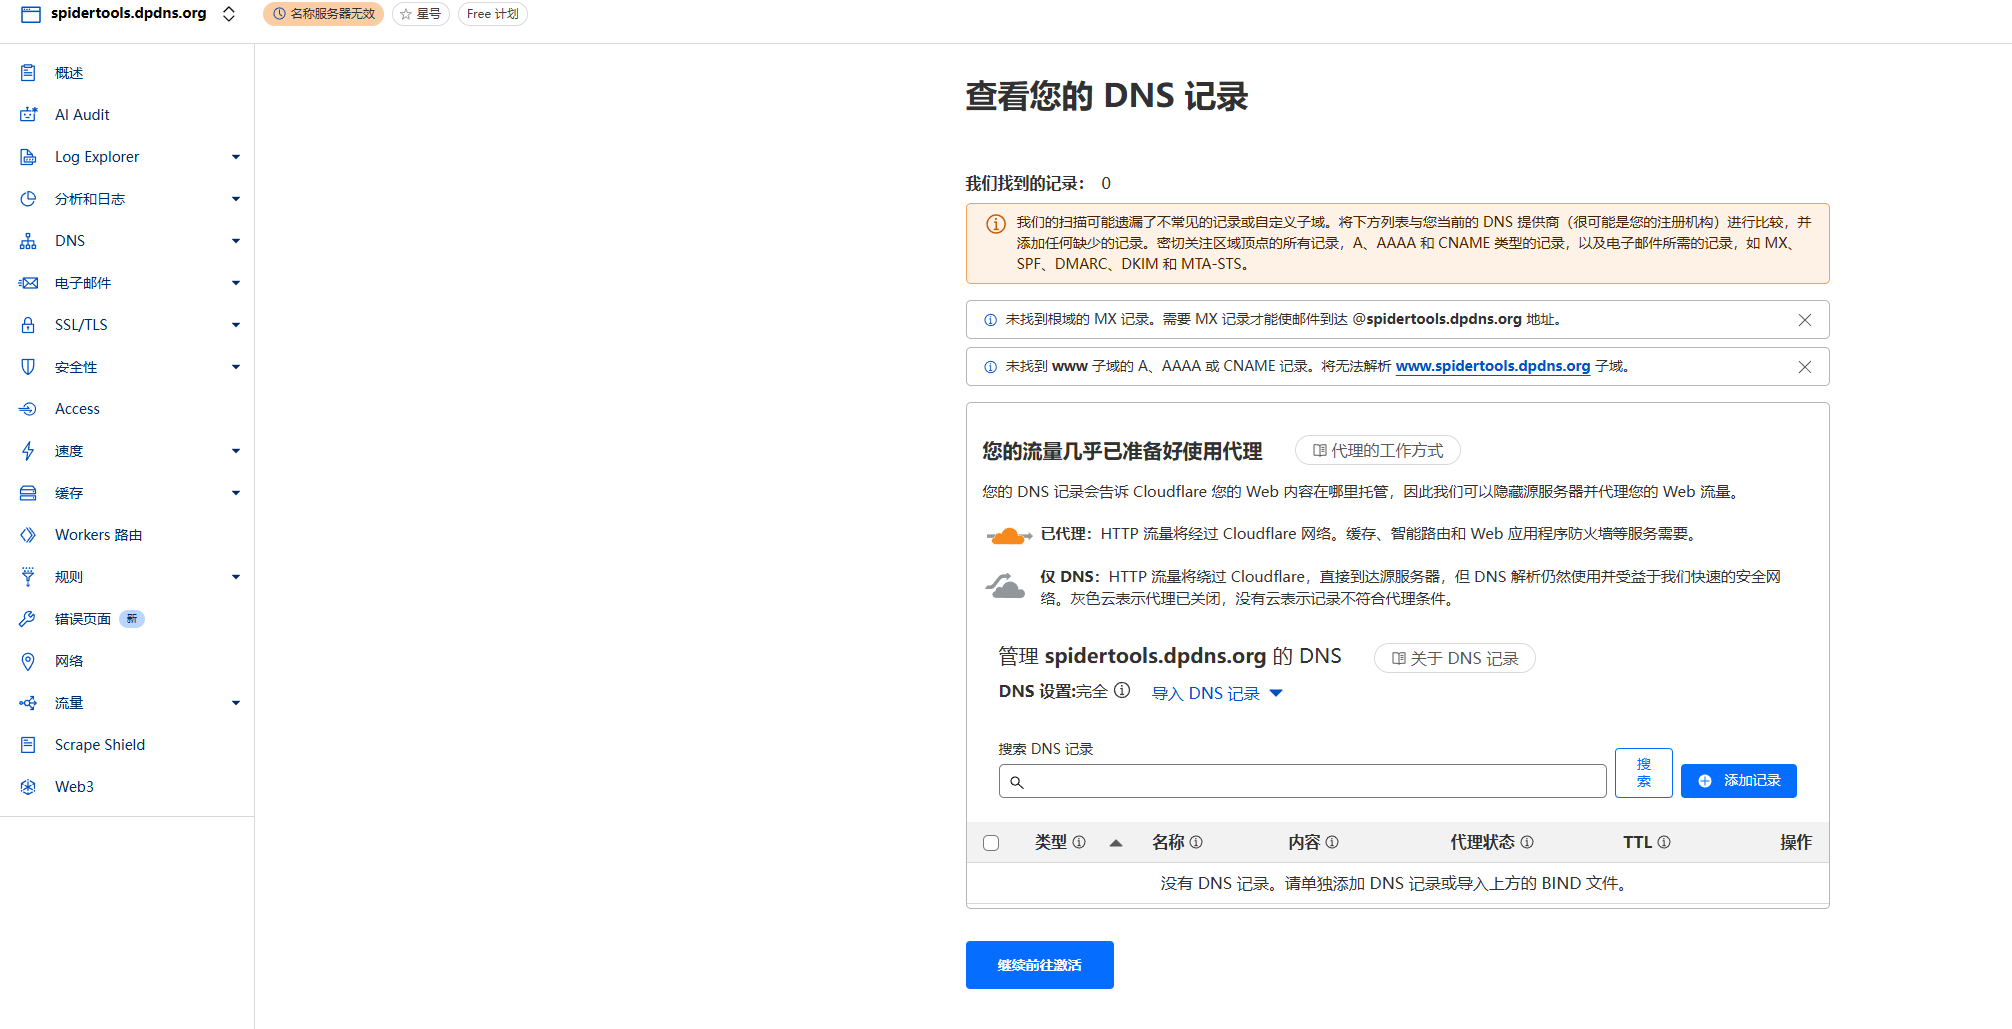 spidertools.dpdns.org
名称服务器无效
星号
Free 计划
概述
AI Audit
Log Explorer
分析和日志
DNS
电子邮件
SSL/TLS
安全性
Access
速度
缓存
Workers 路由
规则
错误页面 新
网络
流量
Scrape Shield
Web3
查看您的 DNS 记录
我们找到的记录： 0
我们的扫描可能遗漏了不常见的记录或自定义子域。将下方列表与您当前的 DNS 提供商（很可能是您的注册机构）进行比较，并
添加任何缺少的记录。密切关注区域顶点的所有记录，A、AAAA 和 CNAME 类型的记录，以及电子邮件所需的记录，如 MX、
SPF、DMARC、DKIM 和 MTA-STS。
未找到根域的 MX 记录。需要 MX 记录才能使邮件到达 @spidertools.dpdns.org 地址。
未找到 www 子域的 A、AAAA 或 CNAME 记录。将无法解析 www.spidertools.dpdns.org 子域。
您的流量几乎已准备好使用代理
代理的工作方式
您的 DNS 记录会告诉 Cloudflare 您的 Web 内容在哪里托管，因此我们可以隐藏源服务器并代理您的 Web 流量。
已代理：HTTP 流量将经过 Cloudflare 网络。缓存、智能路由和 Web 应用程序防火墙等服务需要。
仅 DNS：HTTP 流量将绕过 Cloudflare，直接到达源服务器，但 DNS 解析仍然使用并受益于我们快速的安全网
络。灰色云表示代理已关闭，没有云表示记录不符合代理条件。
管理 spidertools.dpdns.org 的 DNS
关于 DNS 记录
DNS 设置:完全
导入 DNS 记录
搜索 DNS 记录
搜
索
添加记录
类型 名称 内容 代理状态 TTL 操作
没有 DNS 记录。请单独添加 DNS 记录或导入上方的 BIND 文件。
继续前往激活